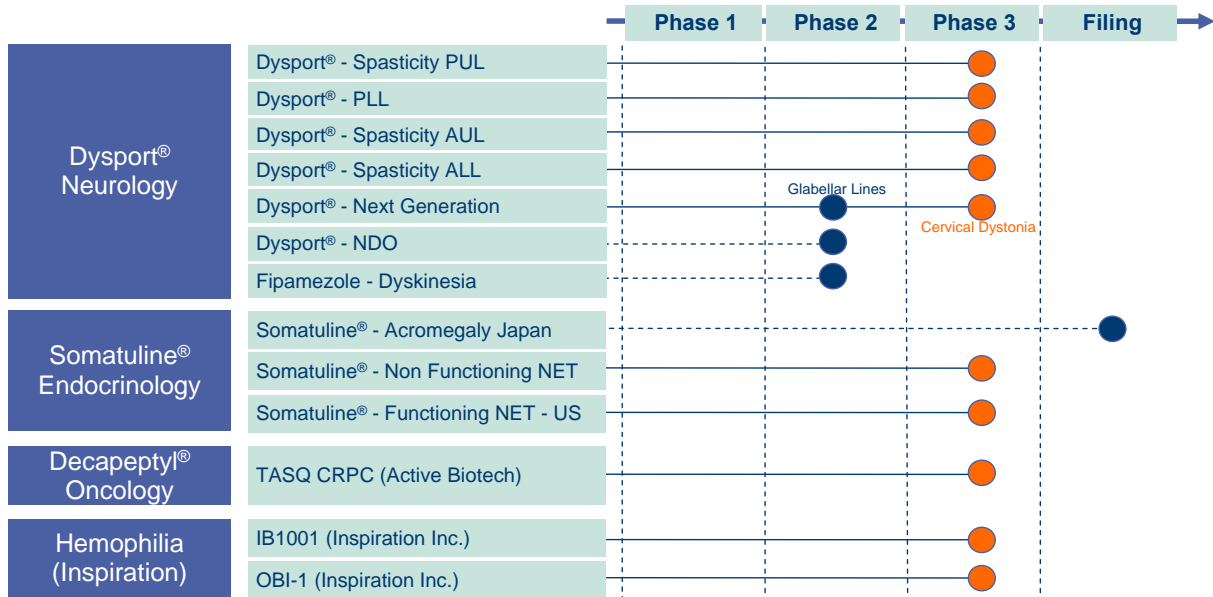 Phase 1 Phase 2 Phase 3 Filing
Dysport®
Neurology
Dysport® - Spasticity PUL
Dysport® - PLL
Dysport® - Spasticity AUL
Dysport® - Spasticity ALL
Glabellar Lines
Dysport® - Next Generation
Cervical Dystonia
Dysport® - NDO
Fipamezole - Dyskinesia
Somatuline®
Endocrinology
Somatuline® - Acromegaly Japan
Somatuline® - Non Functioning NET
Somatuline® - Functioning NET - US
Decapeptyl®
Oncology
TASQ CRPC (Active Biotech)
Hemophilia
(Inspiration)
IB1001 (Inspiration Inc.)
OBI-1 (Inspiration Inc.)